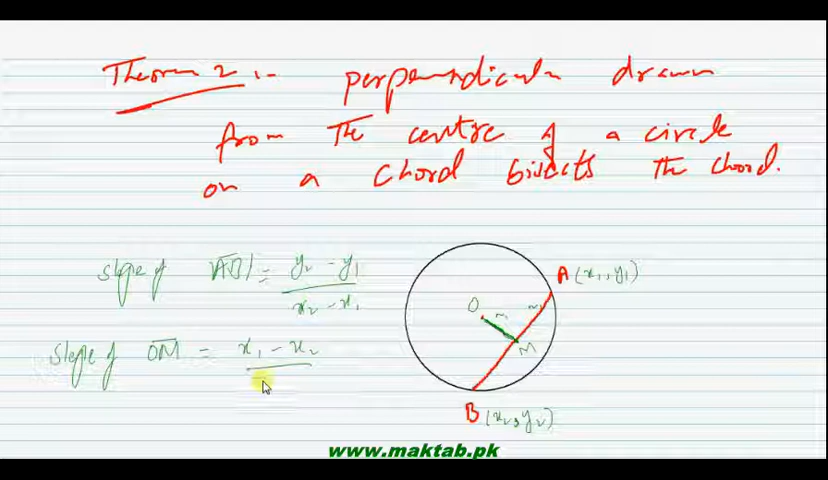 Theorem 2 :- perpendicular drawn
from the centre of a circle
on a chord bisects the chord.
slope of AB = y₂ - y₁ / x₂ - x₁
A (x₁, y₁)
O
slope of OM = x₁ - x₂
M
B (x₂, y₂)
www.maktab.pk